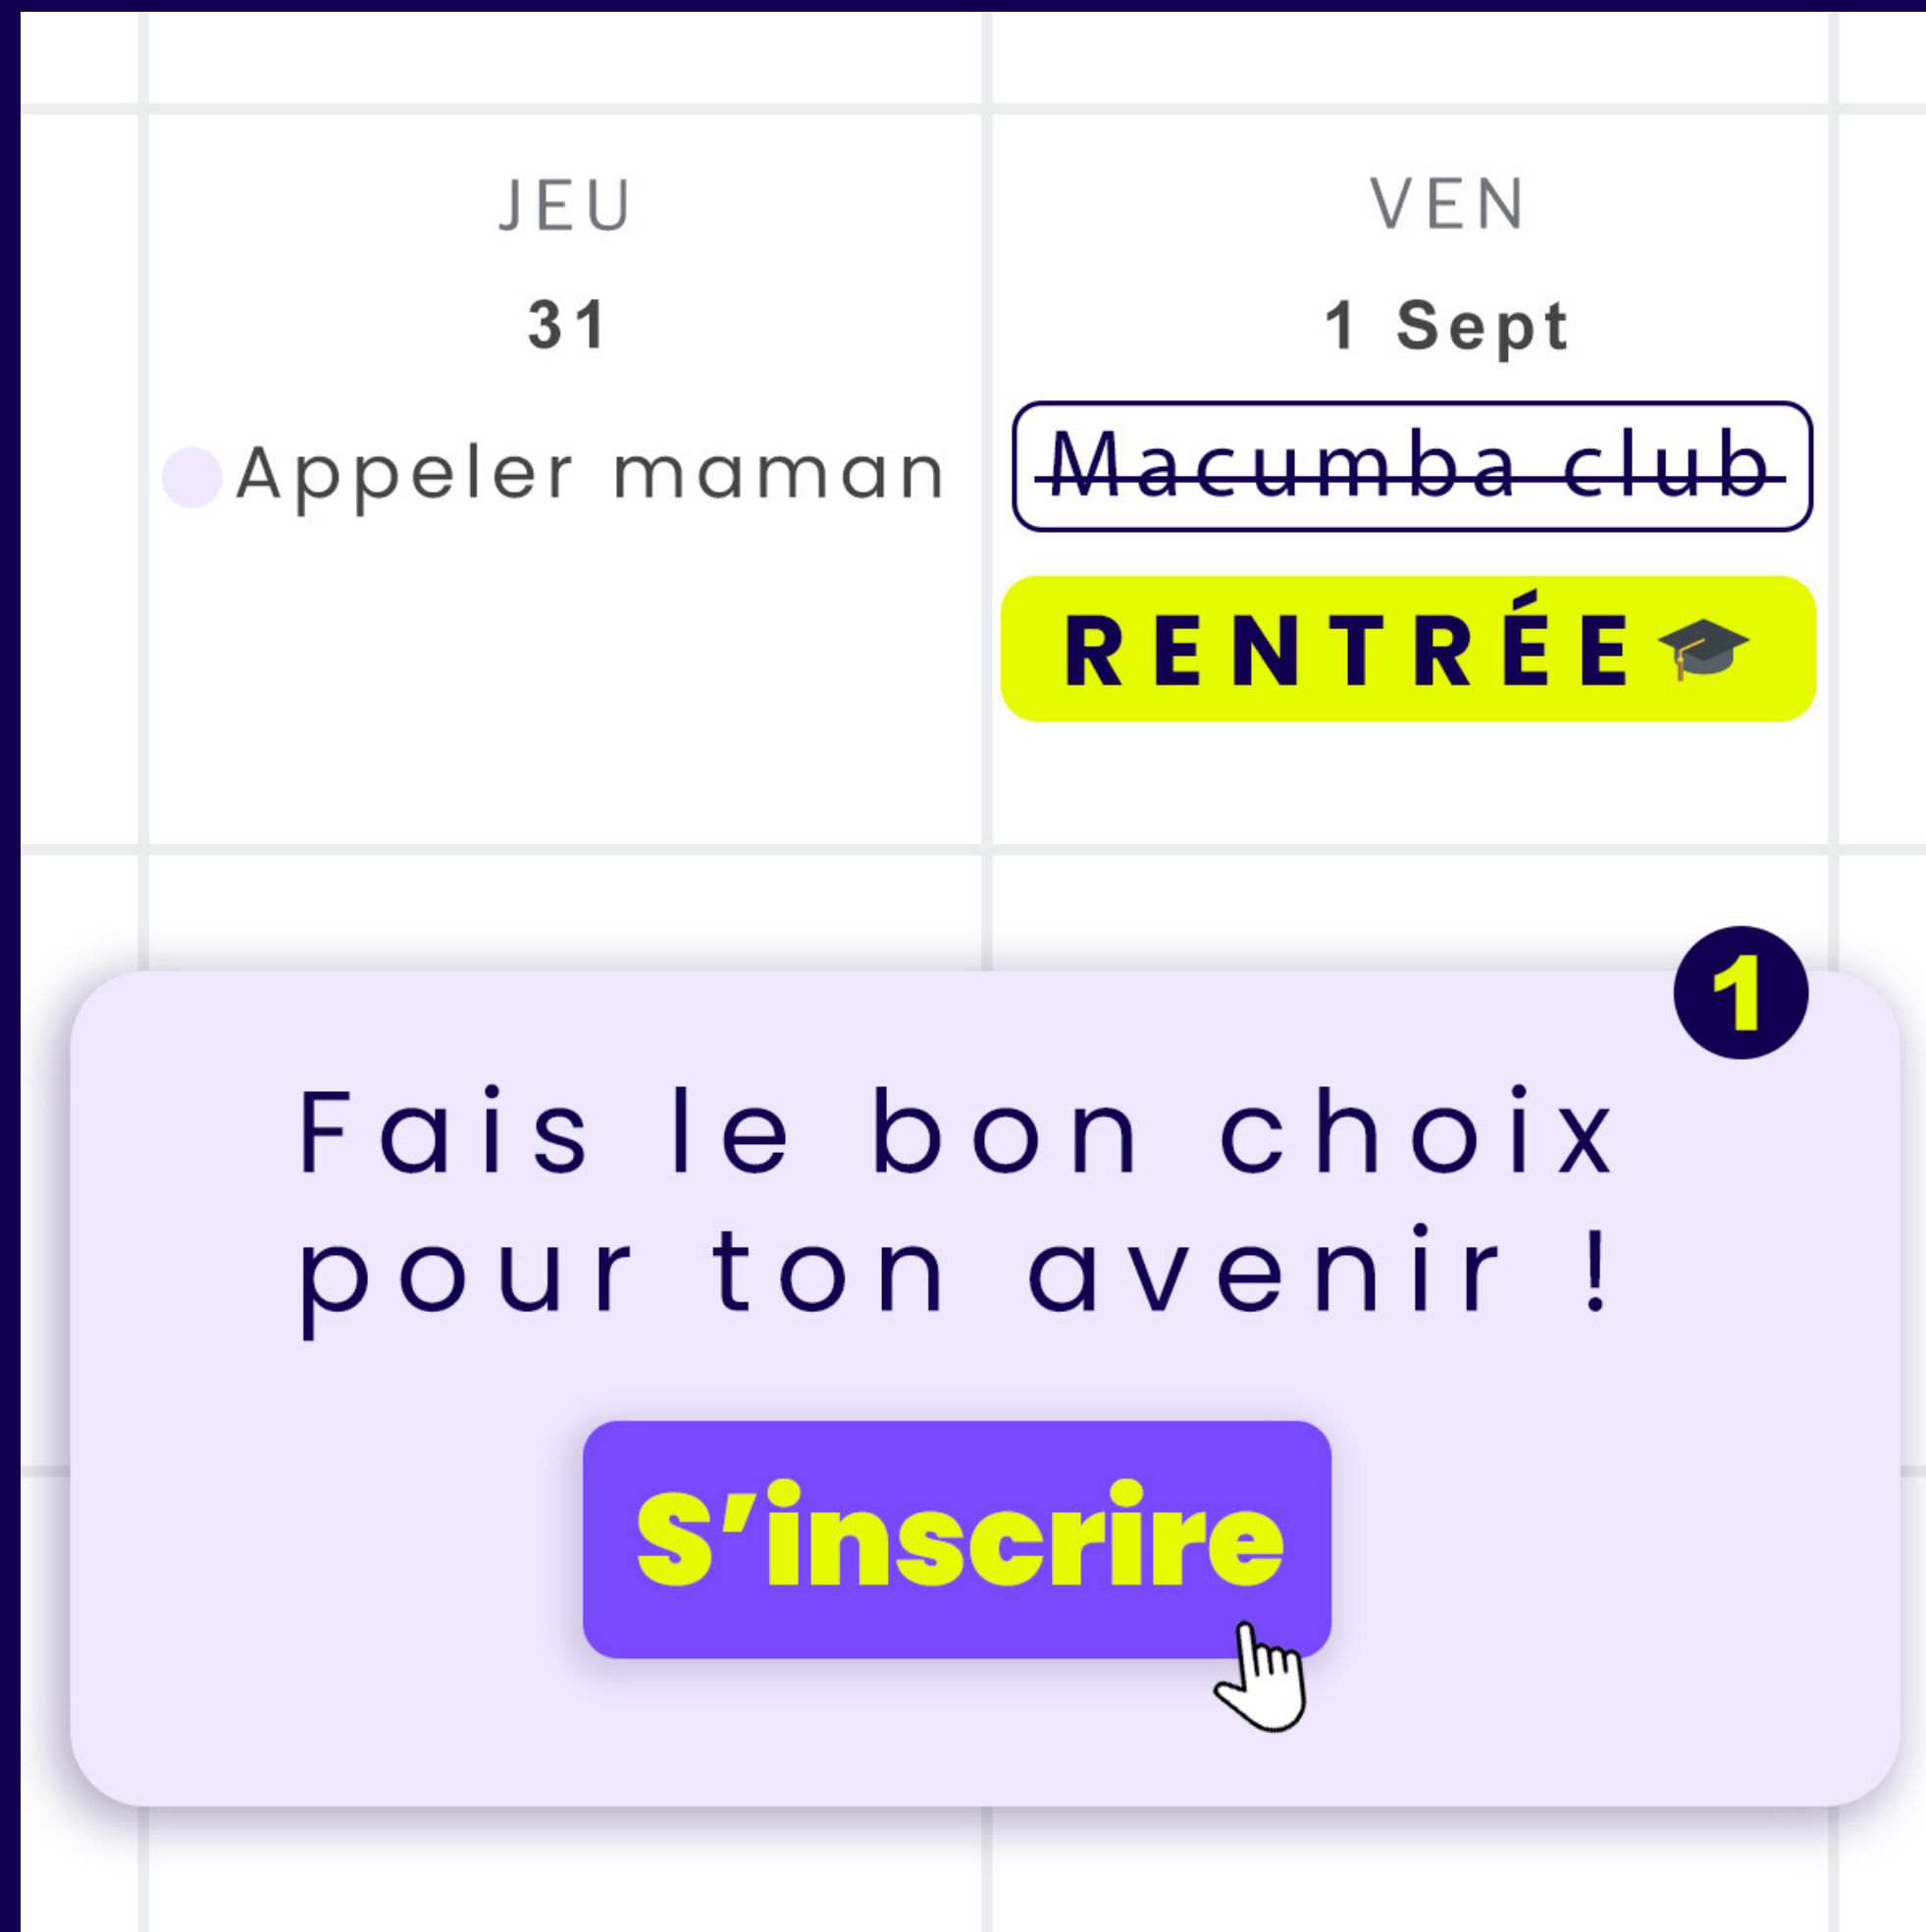 JEU
31
Appeler maman
VEN
1 Sept
Macumba club
RENTRÉE
1
Fais le bon choix
pour ton avenir !
S'inscrire